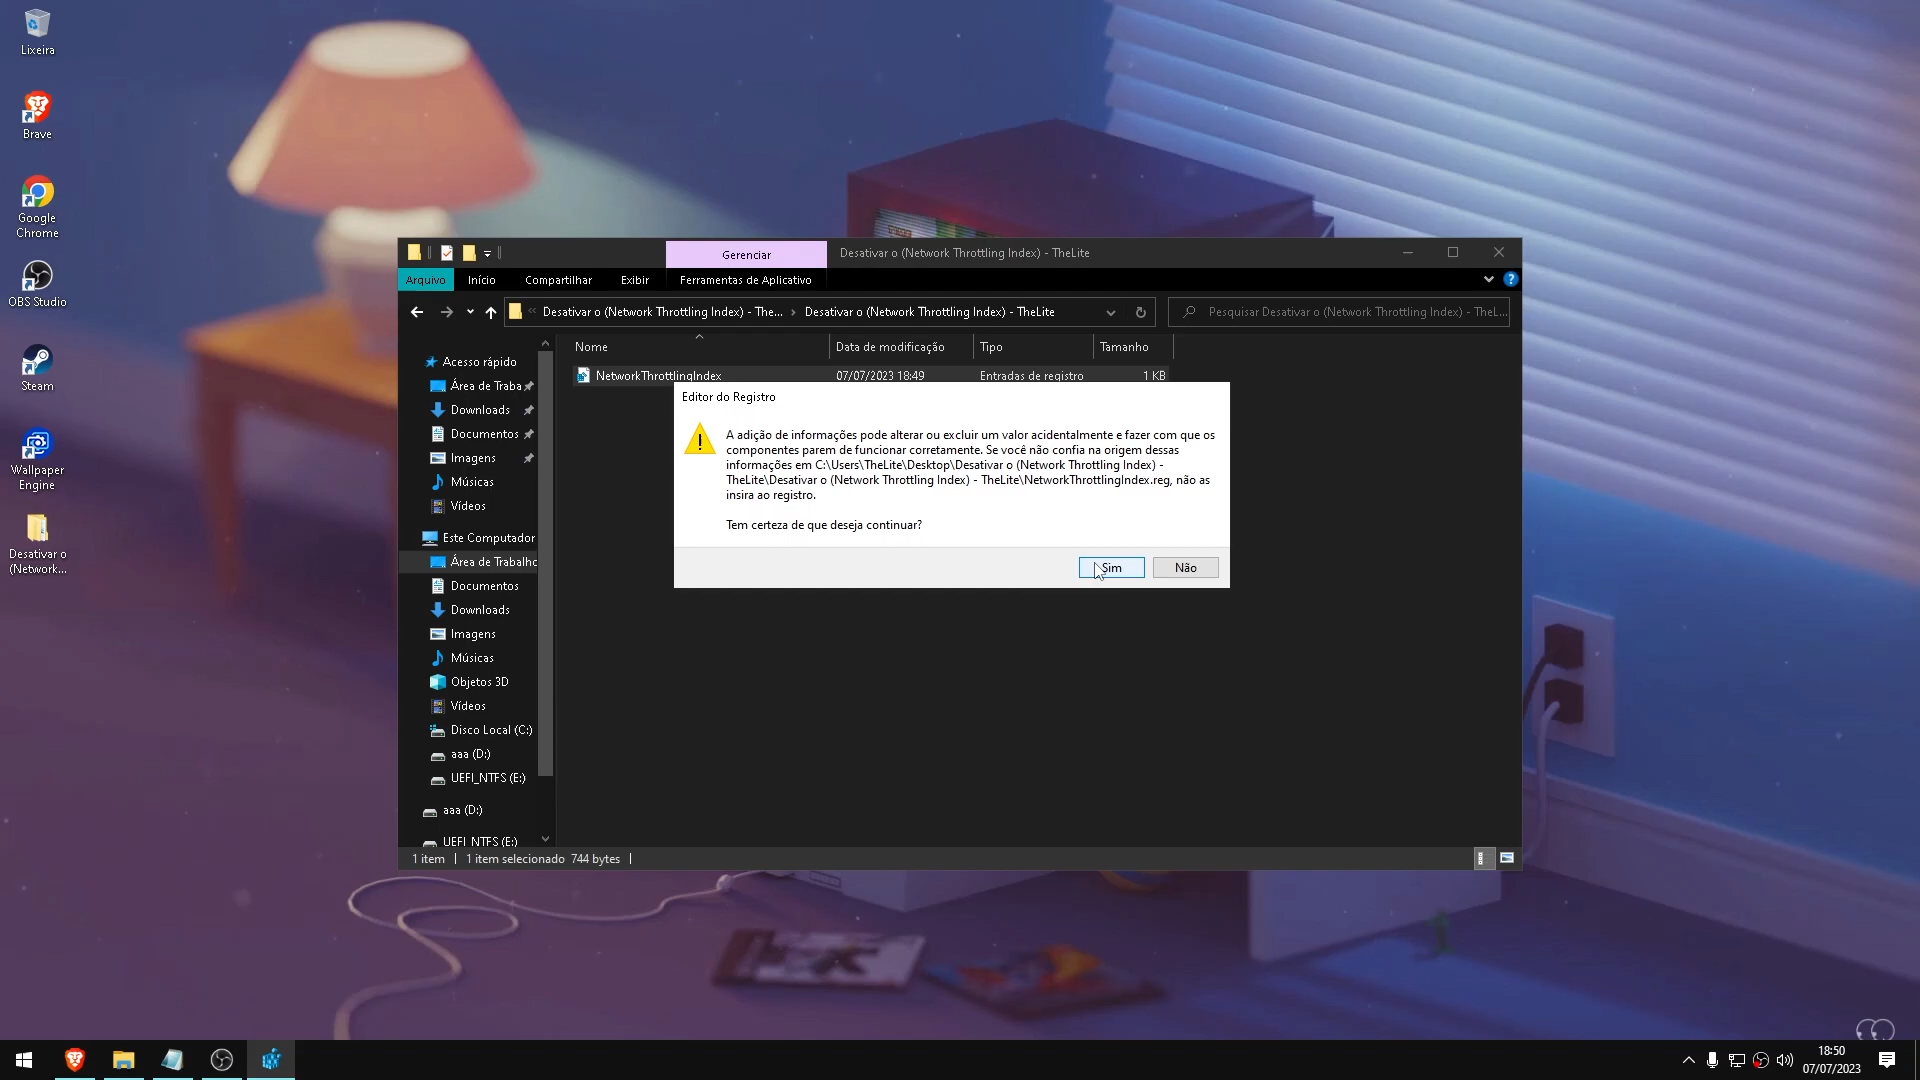 Lixeira
Brave
Google
Chrome
OBS Studio
Steam
Wallpaper
Engine
Desativar o
(Network...
Gerenciar
Desativar o (Network Throttling Index) - TheLite
Arquivo
Início
Compartilhar
Exibir
Ferramentas de Aplicativo
Desativar o (Network Throttling Index) - The... › Desativar o (Network Throttling Index) - TheLite
Pesquisar Desativar o (Network Throttling Index) - TheL...
Nome
Data de modificação
Tipo
Tamanho
NetworkThrottlingIndex
07/07/2023 18:49
Entradas de registro
1 KB
Acesso rápido
Área de Traba
Downloads
Documentos
Imagens
Músicas
Vídeos
Este Computador
Área de Trabalho
Documentos
Downloads
Imagens
Músicas
Objetos 3D
Vídeos
Disco Local (C:)
aaa (D:)
UEFI_NTFS (E:)
aaa (D:)
UEFI_NTFS (E:)
Editor do Registro
A adição de informações pode alterar ou excluir um valor acidentalmente e fazer com que os
componentes parem de funcionar corretamente. Se você não confia na origem dessas
informações em C:\Users\TheLite\Desktop\Desativar o (Network Throttling Index) -
TheLite\Desativar o (Network Throttling Index) - TheLite\NetworkThrottlingIndex.reg, não as
insira ao registro.
Tem certeza de que deseja continuar?
Sim
Não
1 item
1 item selecionado 744 bytes
18:50
07/07/2023